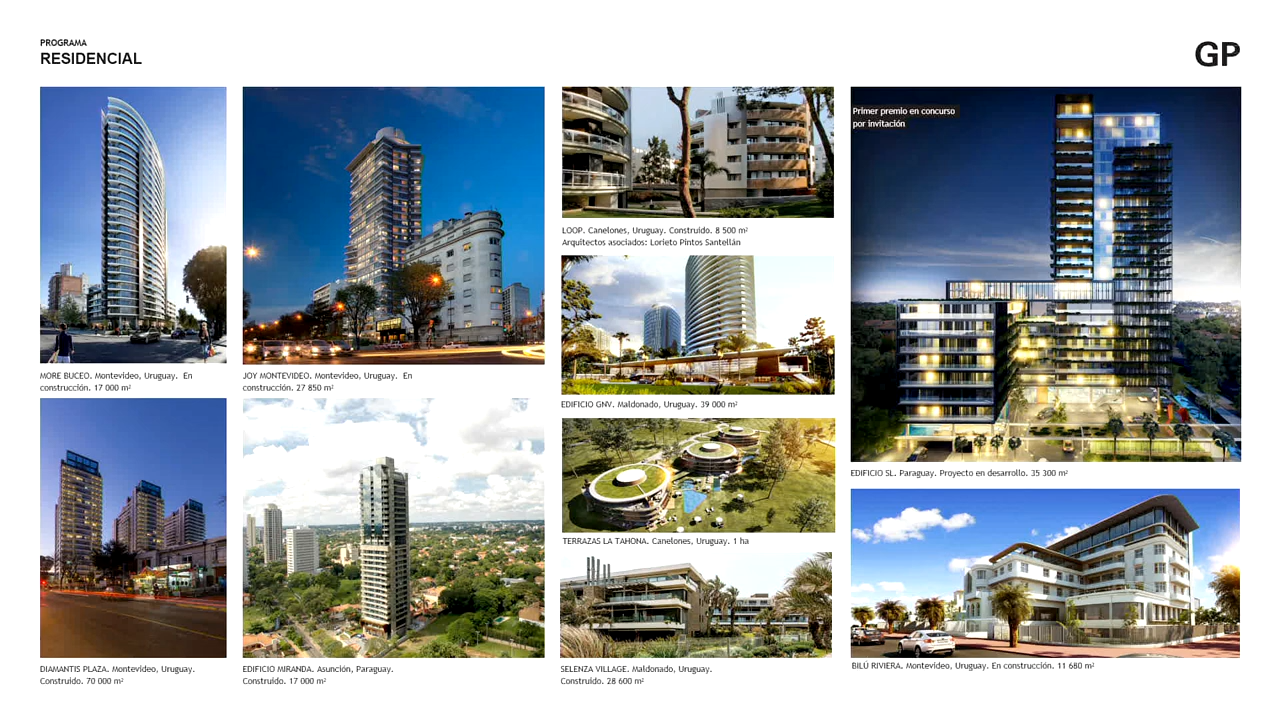 PROGRAMA
RESIDENCIAL
GP
MORE BUCEO. Montevideo, Uruguay. En
construcción. 17 000 m²
JOY MONTEVIDEO. Montevideo, Uruguay. En
construcción. 27 850 m²
LOOP. Canelones, Uruguay. Construido. 8 500 m²
Arquitectos asociados: Lorieto Pintos Santellán
EDIFICIO GNV. Maldonado, Uruguay. 39 000 m²
Primer premio en concurso
por invitación
EDIFICIO SL. Paraguay. Proyecto en desarrollo. 35 300 m²
DIAMANTIS PLAZA. Montevideo, Uruguay.
Construido. 70 000 m²
EDIFICIO MIRANDA. Asunción, Paraguay.
Construido. 17 000 m²
TERRAZAS LA TAHONA. Canelones, Uruguay. 1 ha
SELENZA VILLAGE. Maldonado, Uruguay.
Construido. 28 600 m²
BILÚ RIVIERA. Montevideo, Uruguay. En construcción. 11 680 m²